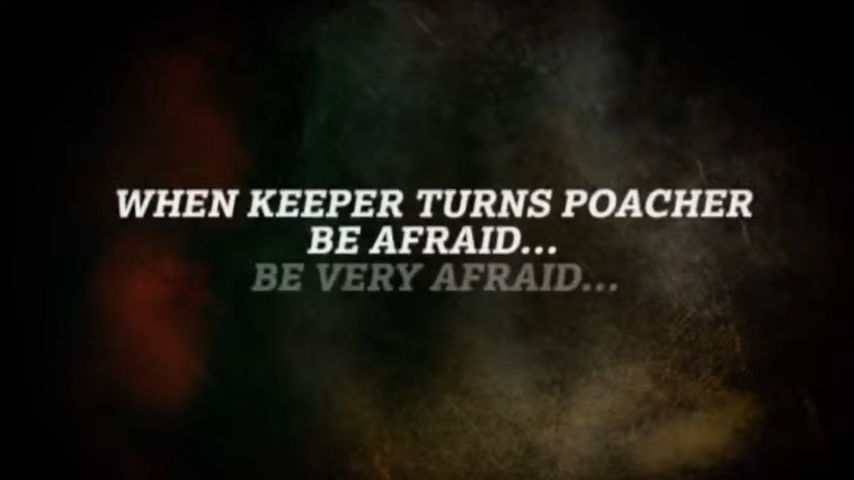 WHEN KEEPER TURNS POACHER
BE AFRAID...
BE VERY AFRAID...